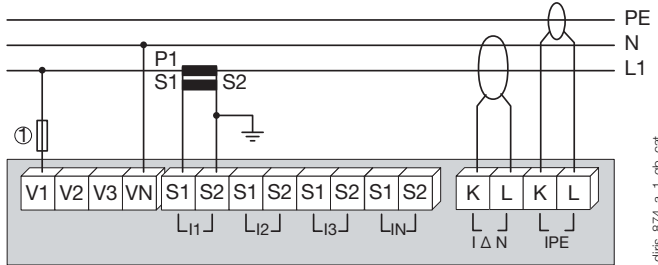 PE
N
P1
L1
S1 S2
①
V1 V2 V3 VN S1 S2 S1 S2 S1 S2 S1 S2 K L K L
I1 I2 I3 IN
I Δ N IPE
diris_874_a_1_gb_cat